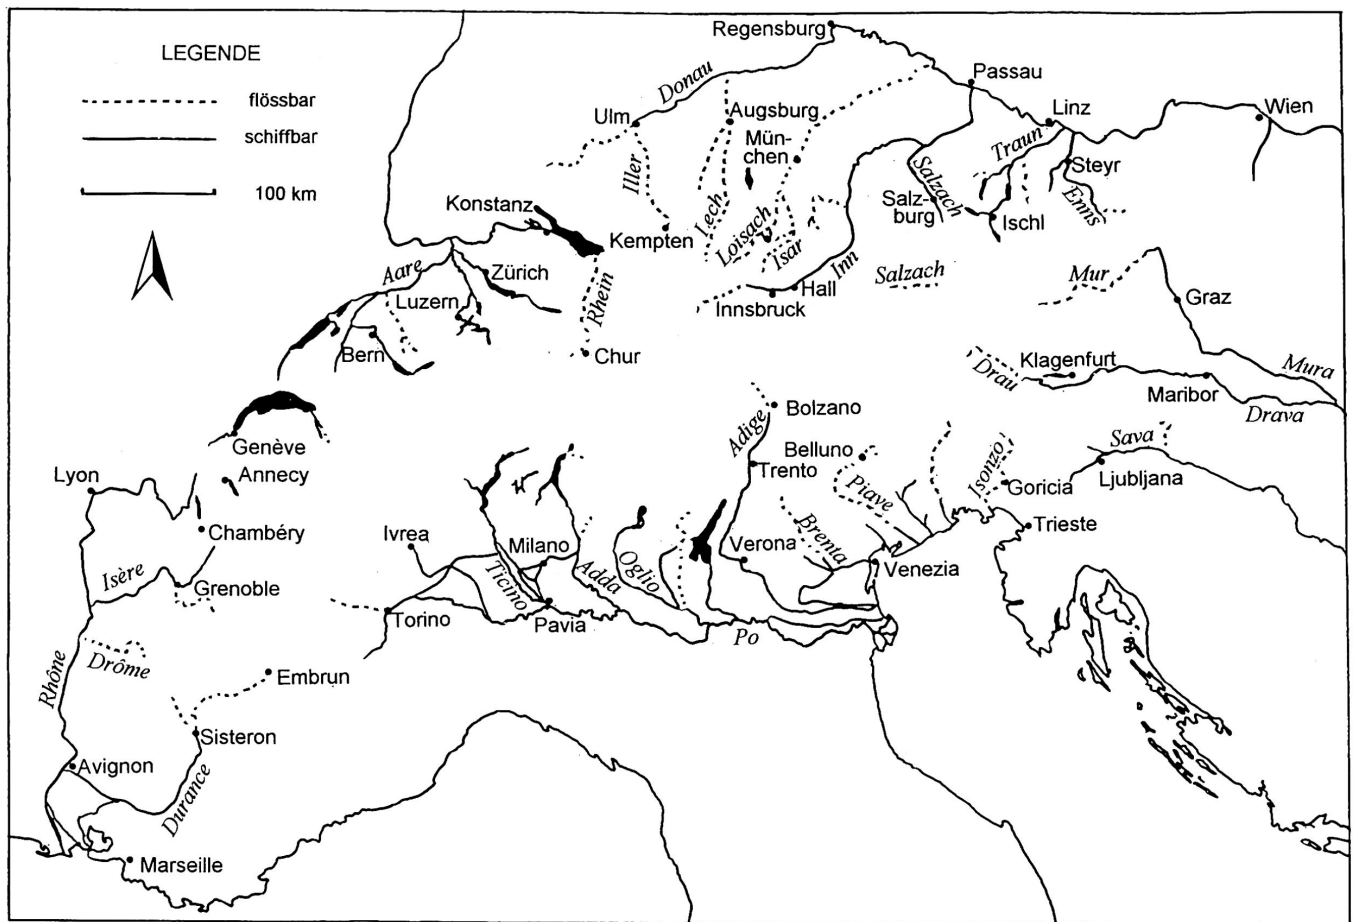 LEGENDE
flössbar
schiffbar
100 km
Regensburg
Donau
Passau
Ulm
Augsburg
Mün-
chen
Linz
Wien
Traun
Steyr
Iller
Lech
Loisach
Isar
Inn
Salzach
Salz-
burg
Ischl
Enns
Konstanz
Kempten
Aare
Zürich
Luzern
Rhein
Hall
Innsbruck
Salzach
Mur
Graz
Bern
Chur
Klagenfurt
Drau
Maribor
Mura
Drava
Genève
Annecy
Lyon
Chambéry
Bolzano
Adige
Trento
Belluno
Piave
Isonzo
Goricia
Sava
Ljubljana
Trieste
Ivrea
Milano
Ticino
Adda
Oglio
Verona
Brenta
Venezia
Isère
Grenoble
Torino
Pavia
Po
Drôme
Rhône
Embrun
Sisteron
Avignon
Durance
Marseille